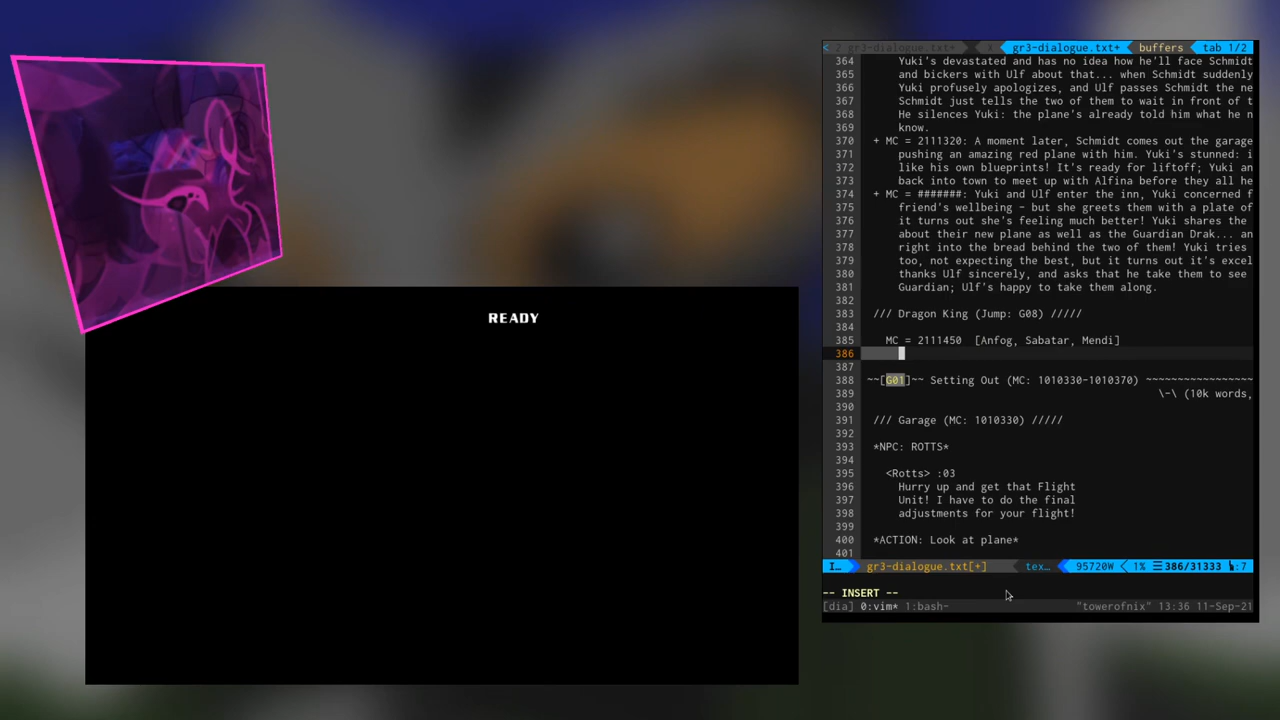 READY
< 2 gr3-dialogue.txt+ gr3-dialogue.txt+ buffers tab 1/2
364 Yuki's devastated and has no idea how he'll face Schmidt
365 and bickers with Ulf about that... when Schmidt suddenly
366 Yuki profusely apologizes, and Ulf passes Schmidt the ne
367 Schmidt just tells the two of them to wait in front of t
368 He silences Yuki: the plane's already told him what he n
369 know.
370 + MC = 2111320: A moment later, Schmidt comes out the garage
371 pushing an amazing red plane with him. Yuki's stunned: i
372 like his own blueprints! It's ready for liftoff; Yuki an
373 back into town to meet up with Alfina before they all he
374 + MC = #######: Yuki and Ulf enter the inn, Yuki concerned f
375 friend's wellbeing - but she greets them with a plate of
376 it turns out she's feeling much better! Yuki shares the
377 about their new plane as well as the Guardian Drak... an
378 right into the bread behind the two of them! Yuki tries
379 too, not expecting the best, but it turns out it's excel
380 thanks Ulf sincerely, and asks that he take them to see
381 Guardian; Ulf's happy to take them along.
382
383 /// Dragon King (Jump: G08) /////
384
385 MC = 2111450 [Anfog, Sabatar, Mendi]
386
387
388 ~~[G01]~~ Setting Out (MC: 1010330-1010370) ~~~~~~~~~~~~~~~~~
389 \-\ (10k words,
390
391 /// Garage (MC: 1010330) /////
392
393 *NPC: ROTTS*
394
395 <Rotts> :03
396 Hurry up and get that Flight
397 Unit! I have to do the final
398 adjustments for your flight!
399
400 *ACTION: Look at plane*
401
I… gr3-dialogue.txt[+] tex… 95720W < 1% ☰386/31333 :7
-- INSERT --
[dia] 0:vim* 1:bash- "towerofnix" 13:36 11-Sep-21